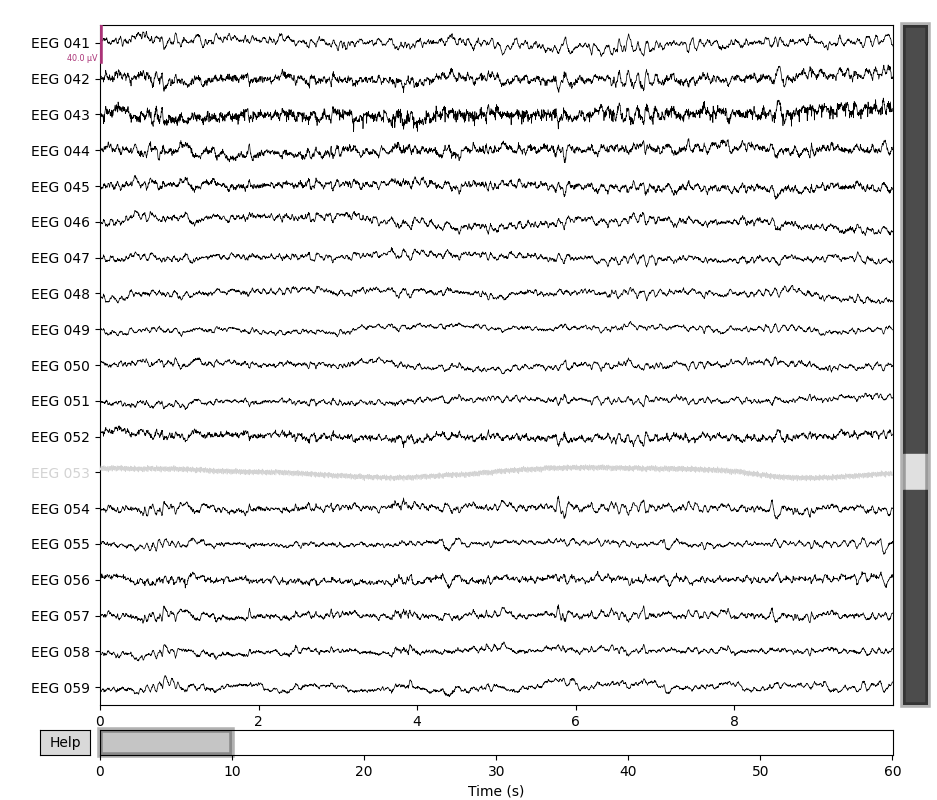 EEG 041
40.0 µV
EEG 042
EEG 043
EEG 044
EEG 045
EEG 046
EEG 047
EEG 048
EEG 049
EEG 050
EEG 051
EEG 052
EEG 053
EEG 054
EEG 055
EEG 056
EEG 057
EEG 058
EEG 059
0 2 4 6 8
Help
0 10 20 30 40 50 60
Time (s)